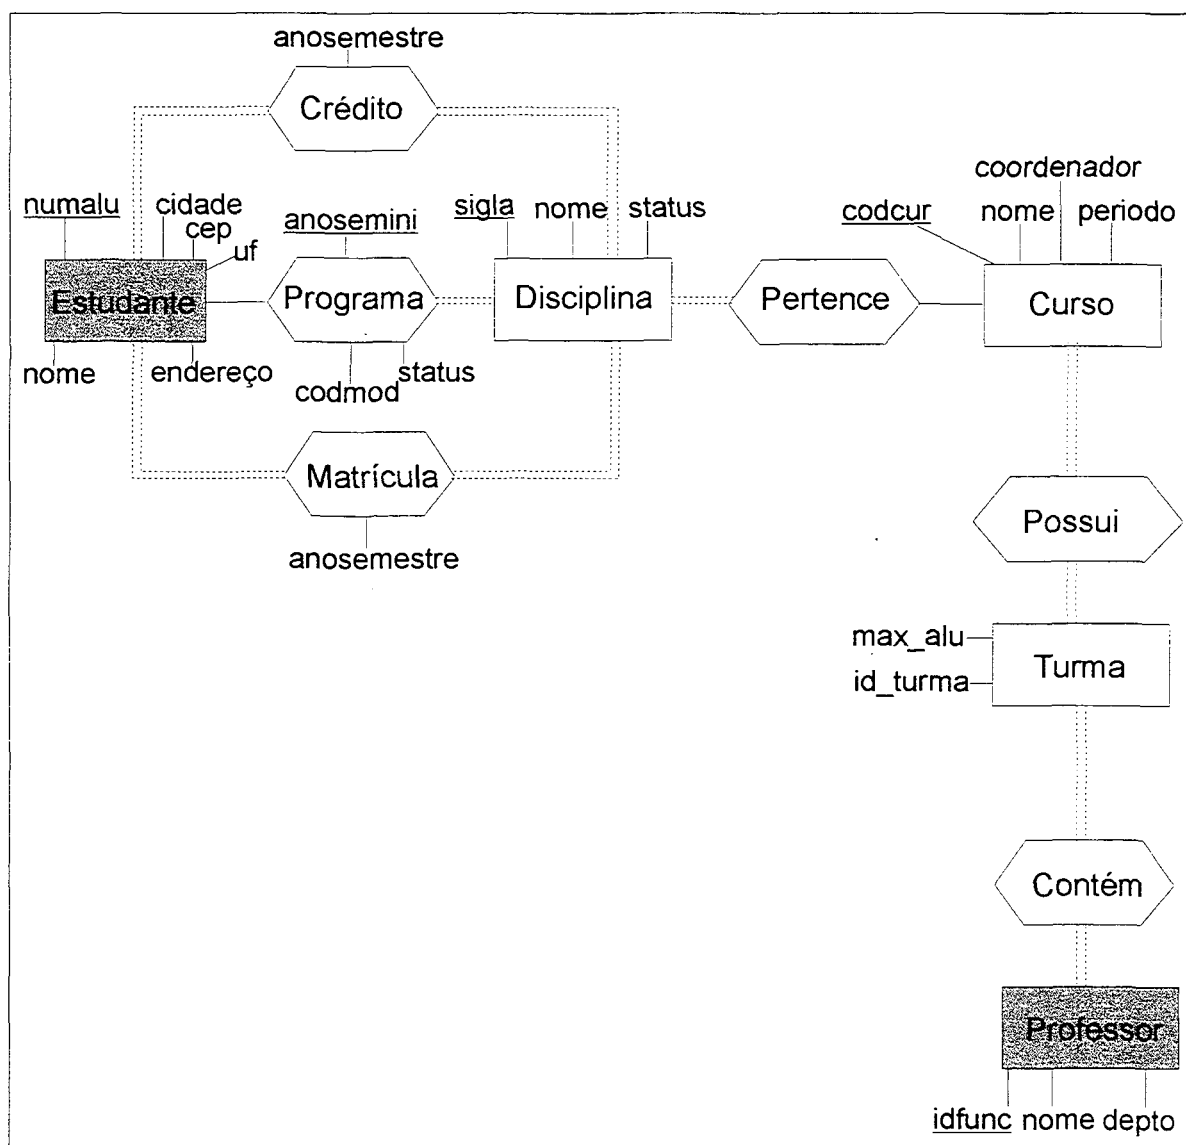 anosemestre
Crédito
coordenador
numalu
cidade
anosemini
sigla
nome
status
codcur
nome
periodo
cep
uf
Estudante
Programa
Disciplina
Pertence
Curso
nome
endereço
codmod
status
Matrícula
Possui
anosemestre
max_alu
Turma
id_turma
Contém
Professor
idfunc
nome
depto